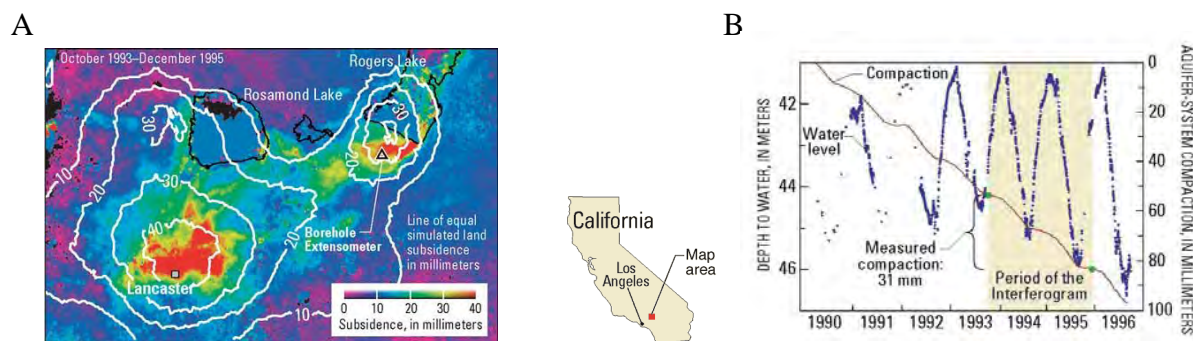 A
October 1993–December 1995
Rogers Lake
Rosamond Lake
30
30
20
10
20
30
40
20
10
Borehole
Extensometer
Line of equal
simulated land
subsidence
in millimeters
Lancaster
0 10 20 30 40
Subsidence, in millimeters
California
Los
Angeles
Map
area
B
DEPTH TO WATER, IN METERS
42
44
46
Compaction
Water
level
Measured
compaction:
31 mm
Period of the
Interferogram
1990 1991 1992 1993 1994 1995 1996
0
20
40
60
80
100
AQUIFER-SYSTEM COMPACTION, IN MILLIMETERS